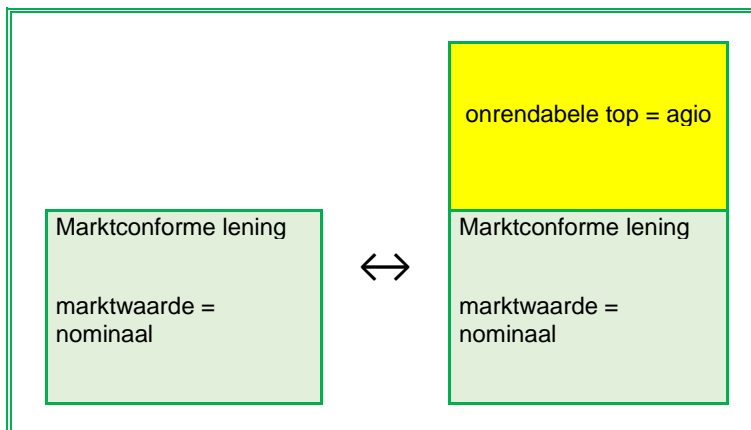 onrendabele top = agio
Marktconforme lening
marktwaarde =
nominaal
↔
Marktconforme lening
marktwaarde =
nominaal